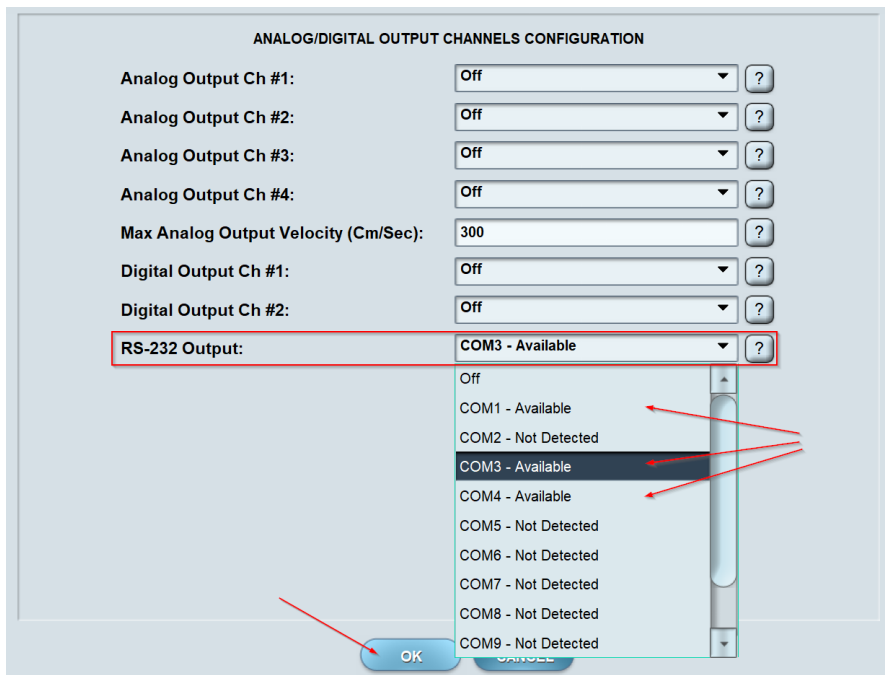 ANALOG/DIGITAL OUTPUT CHANNELS CONFIGURATION
Analog Output Ch #1: Off ?
Analog Output Ch #2: Off ?
Analog Output Ch #3: Off ?
Analog Output Ch #4: Off ?
Max Analog Output Velocity (Cm/Sec): 300 ?
Digital Output Ch #1: Off ?
Digital Output Ch #2: Off ?
RS-232 Output: COM3 - Available ?
Off
COM1 - Available
COM2 - Not Detected
COM3 - Available
COM4 - Available
COM5 - Not Detected
COM6 - Not Detected
COM7 - Not Detected
COM8 - Not Detected
COM9 - Not Detected
OK CANCEL